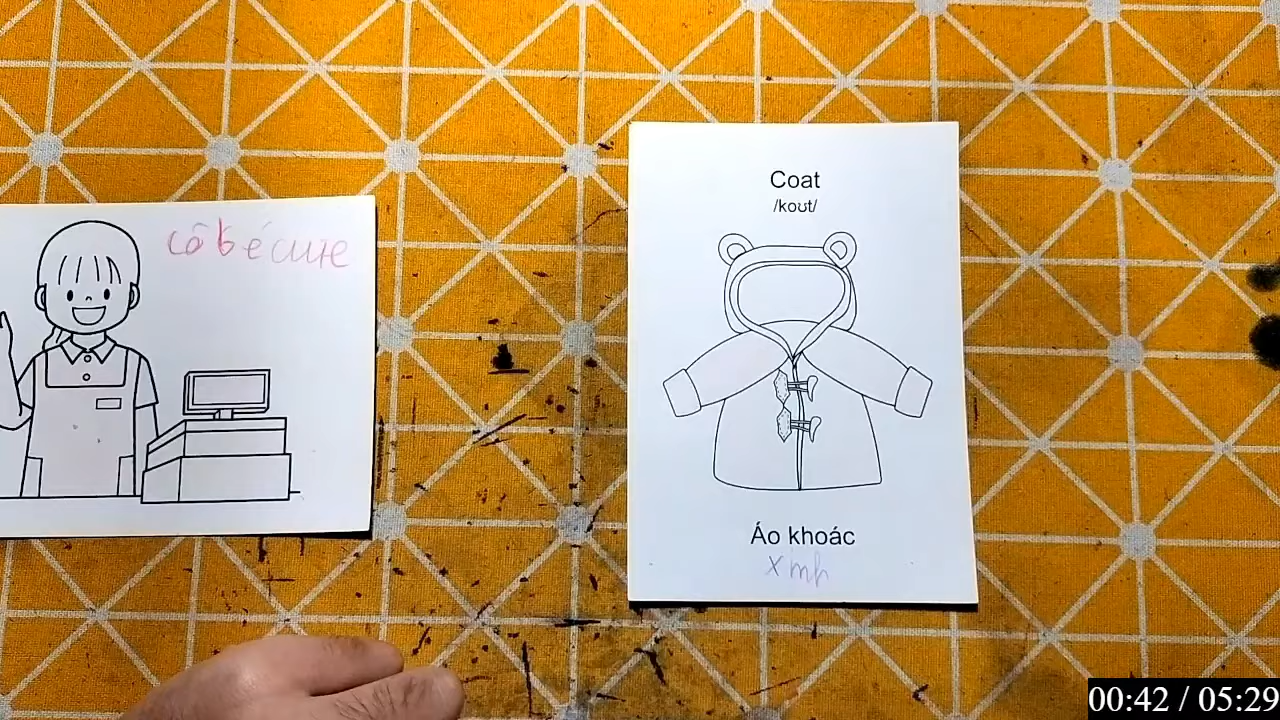 cô bé cute
Coat
/koʊt/
Áo khoác
xinh
00:42 / 05:29